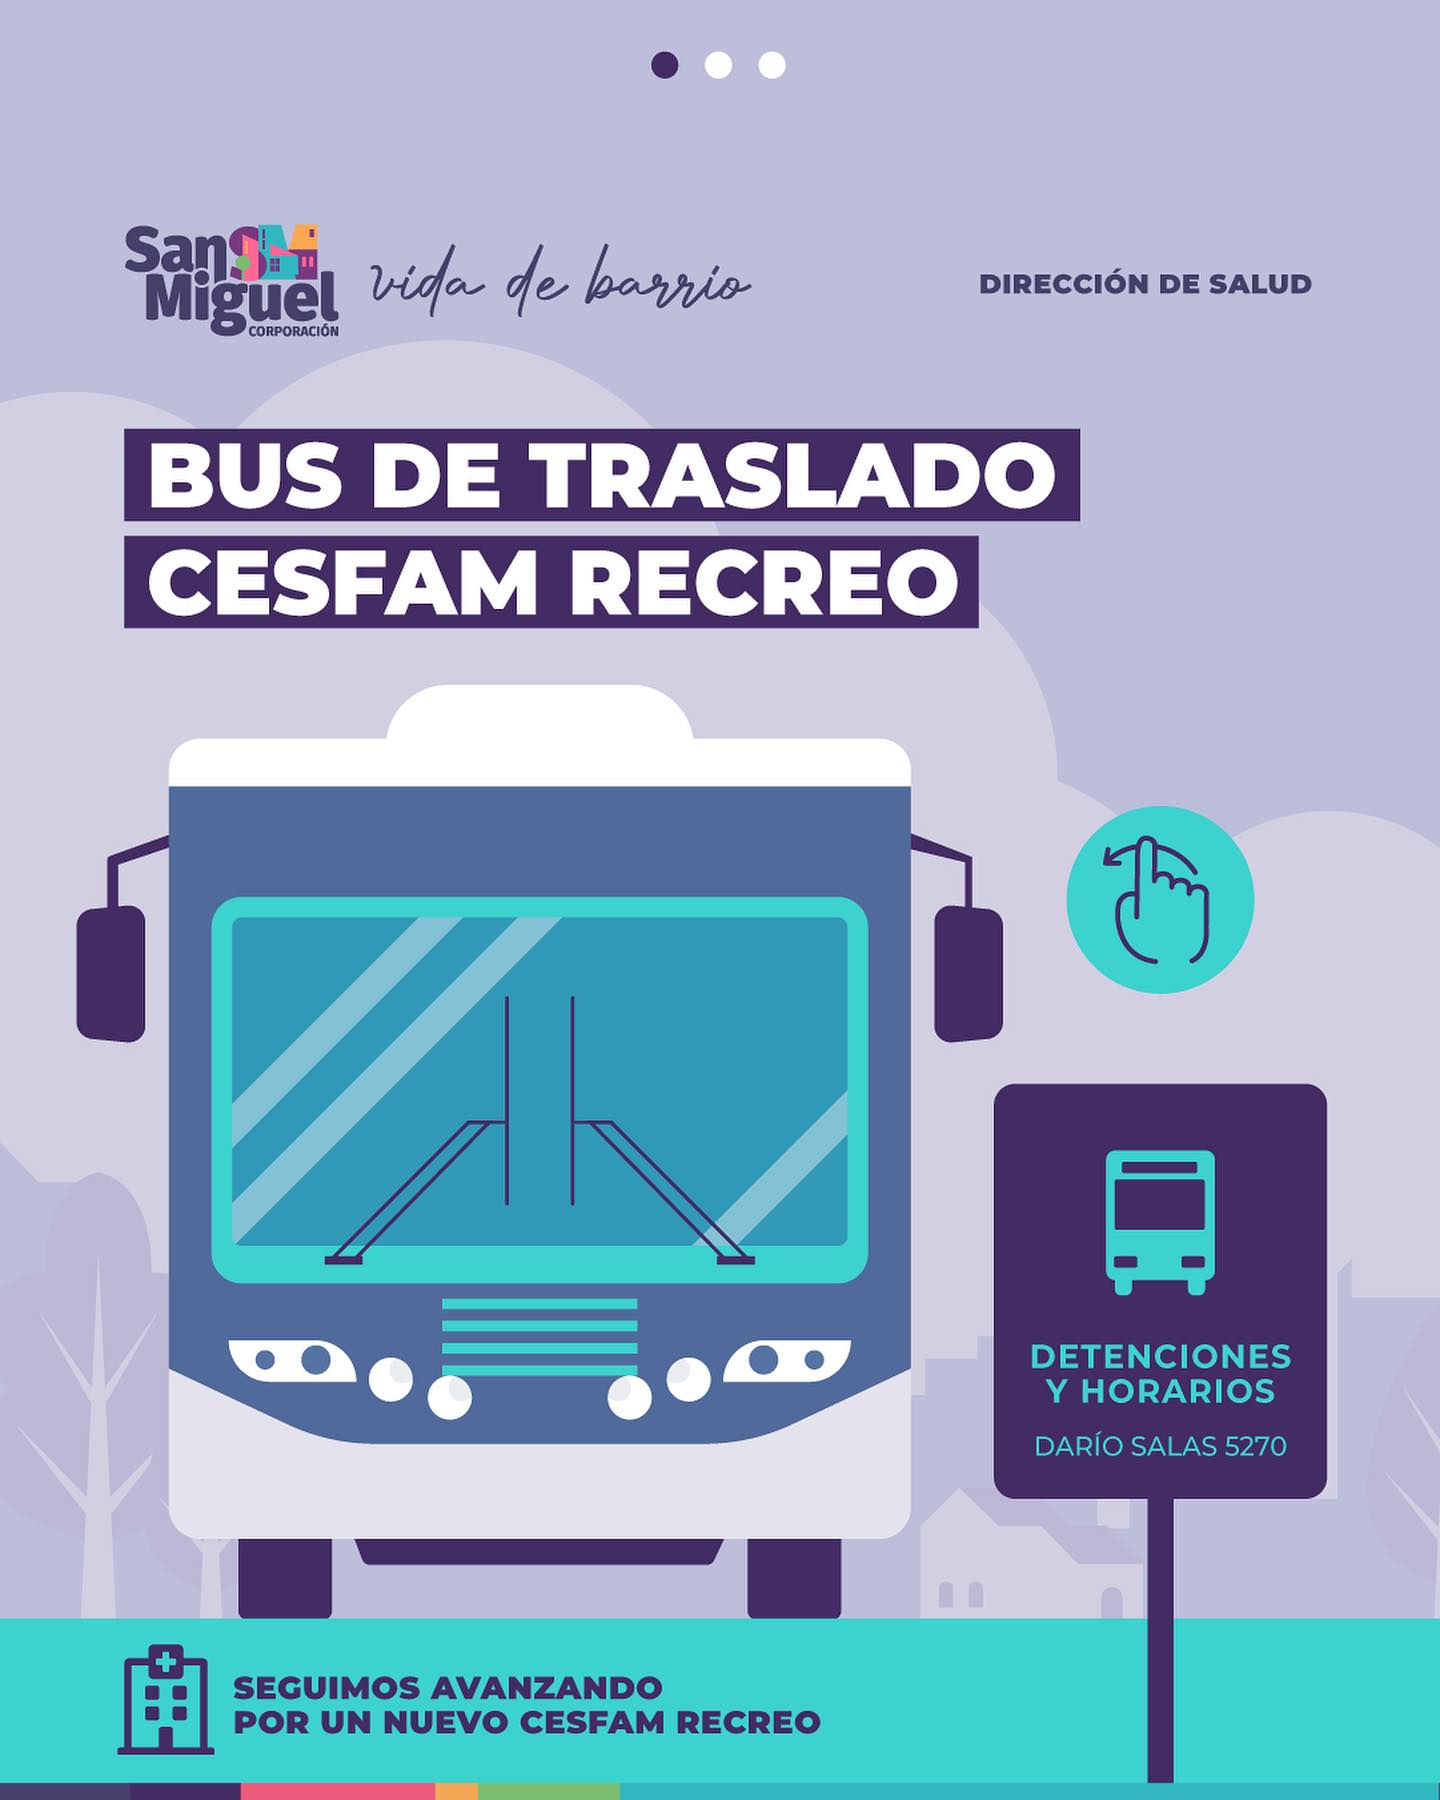 San SM
Miguel
CORPORACIÓN
vida de barrio
DIRECCIÓN DE SALUD
BUS DE TRASLADO
CESFAM RECREO
DETENCIONES
Y HORARIOS
DARÍO SALAS 5270
SEGUIMOS AVANZANDO
POR UN NUEVO CESFAM RECREO